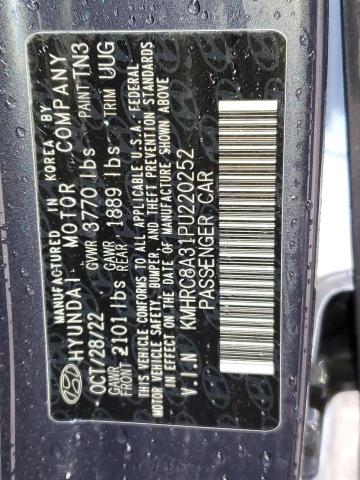 MANUFACTURED IN KOREA BY
HYUNDAI MOTOR COMPANY
OCT/28/22 GVWR 3770 lbs PAINT TN3
GAWR FRONT 2101 lbs GAWR REAR 1889 lbs TRIM UUG
THIS VEHICLE CONFORMS TO ALL APPLICABLE U.S.A. FEDERAL
MOTOR VEHICLE SAFETY, BUMPER, AND THEFT PREVENTION STANDARDS
IN EFFECT ON THE DATE OF MANUFACTURE SHOWN ABOVE
V.I.N KMHRC8A31PU220252
PASSENGER CAR